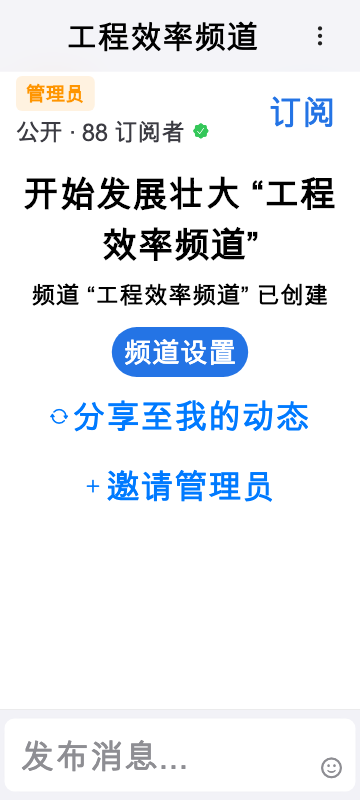 工程效率频道
管理员
公开 · 88 订阅者
订阅
开始发展壮大 “工程
效率频道”
频道 “工程效率频道” 已创建
频道设置
分享至我的动态
+ 邀请管理员
发布消息...